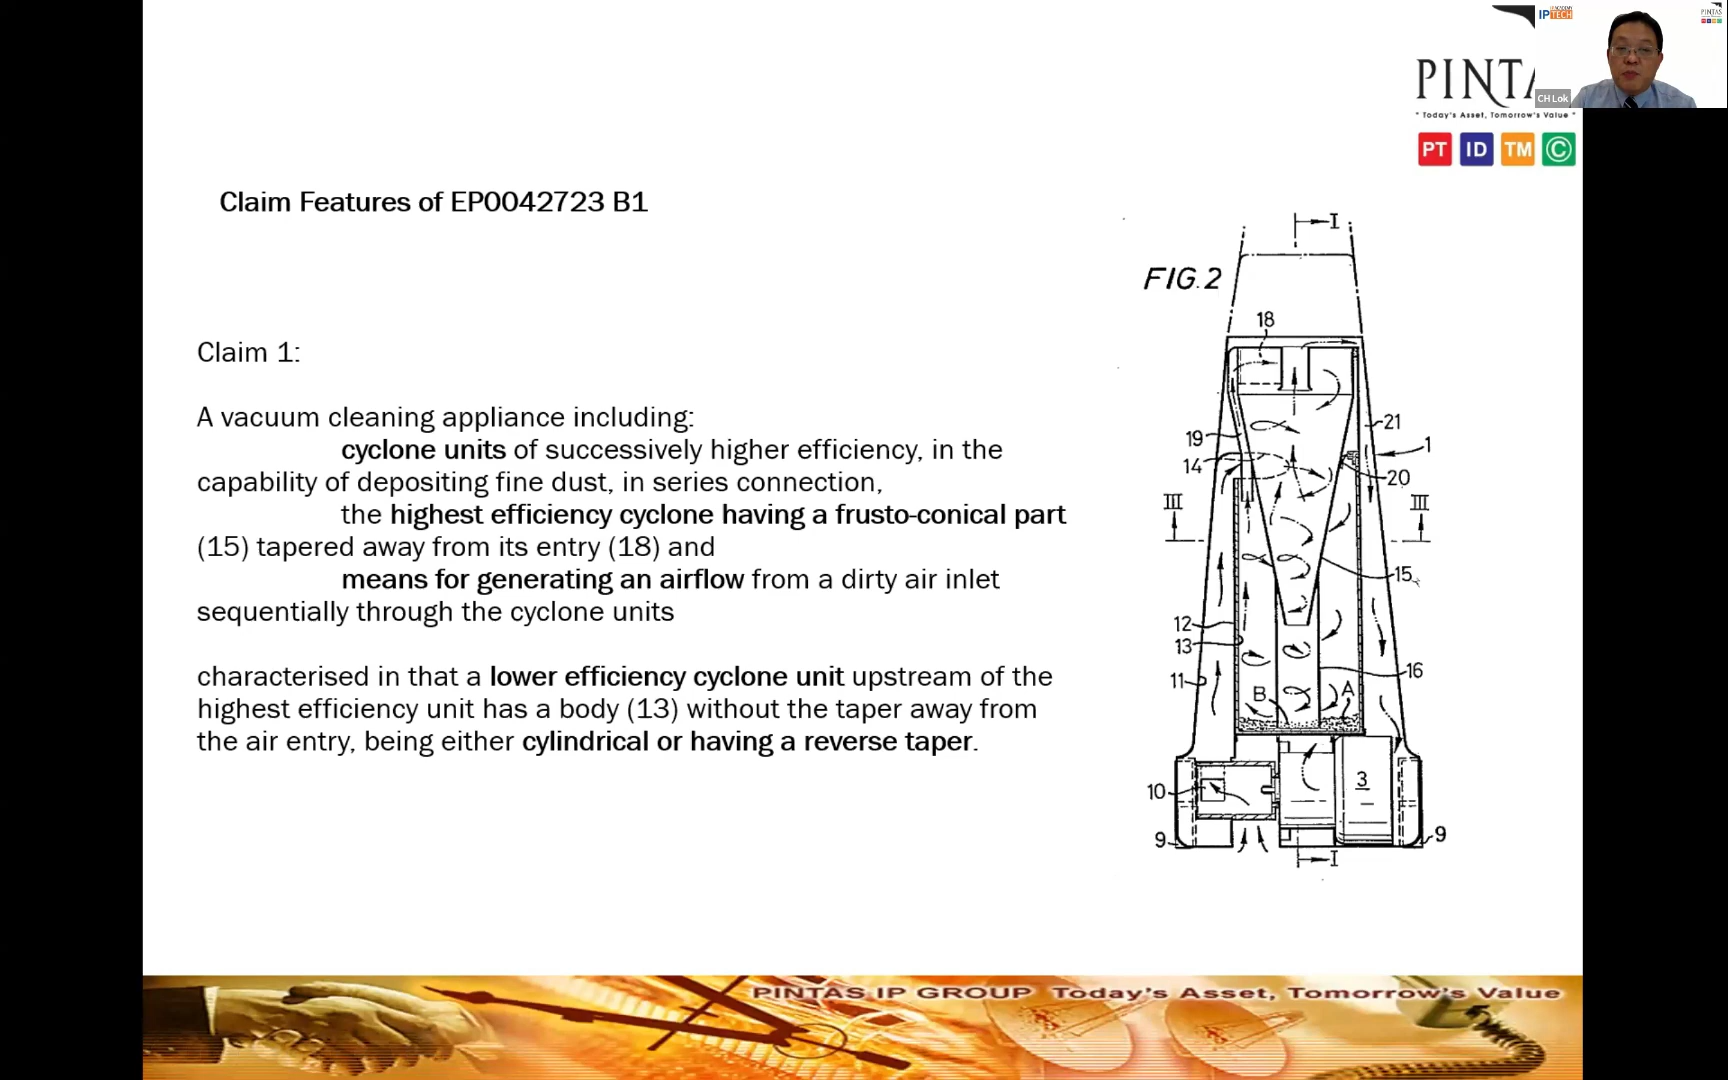 IP ACADEMY
IPTECH
PINTAS
PINTA
CH Lok
" Today's Asset, Tomorrow's Value "
PT ID TM ©
Claim Features of EP0042723 B1
Claim 1:
A vacuum cleaning appliance including:
cyclone units of successively higher efficiency, in the
capability of depositing fine dust, in series connection,
the highest efficiency cyclone having a frusto-conical part
(15) tapered away from its entry (18) and
means for generating an airflow from a dirty air inlet
sequentially through the cyclone units
characterised in that a lower efficiency cyclone unit upstream of the
highest efficiency unit has a body (13) without the taper away from
the air entry, being either cylindrical or having a reverse taper.
I
FIG.2
18
21
19
1
14
20
III
III
15
12
13
16
11
B
A
10
3
9
9
I
PINTAS IP GROUP Today's Asset, Tomorrow's Value